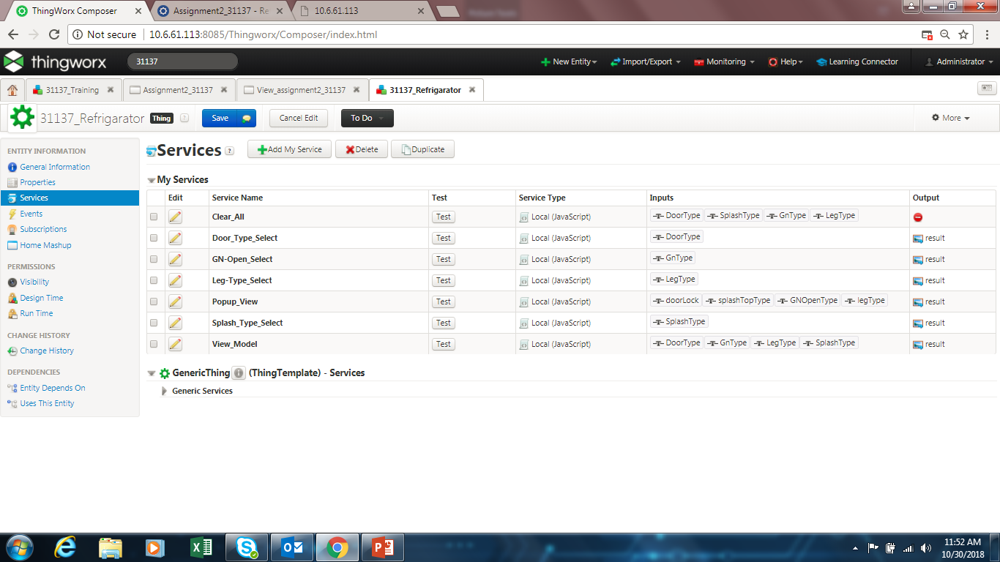 ThingWorx Composer
Assignment2_31137 - Re
10.6.61.113
Not secure 10.6.61.113:8085/Thingworx/Composer/index.html
thingworx 31137 New Entity Import/Export Monitoring Help Learning Connector Administrator
31137_Training Assignment2_31137 View_assignment2_31137 31137_Refrigarator
31137_Refrigarator Thing ? Save Cancel Edit To Do More
ENTITY INFORMATION
General Information
Properties
Services
Events
Subscriptions
Home Mashup
PERMISSIONS
Visibility
Design Time
Run Time
CHANGE HISTORY
Change History
DEPENDENCIES
Entity Depends On
Uses This Entity
Services ? Add My Service Delete Duplicate
My Services
Edit Service Name Test Service Type Inputs Output
Clear_All Test Local (JavaScript) DoorType SplashType GnType LegType
Door_Type_Select Test Local (JavaScript) DoorType result
GN-Open_Select Test Local (JavaScript) GnType result
Leg-Type_Select Test Local (JavaScript) LegType result
Popup_View Test Local (JavaScript) doorLock splashTopType GNOpenType legType result
Splash_Type_Select Test Local (JavaScript) SplashType result
View_Model Test Local (JavaScript) DoorType GnType LegType SplashType result
GenericThing (ThingTemplate) - Services
Generic Services
11:52 AM
10/30/2018